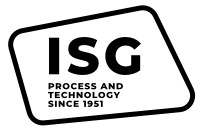 ISG
PROCESS AND
TECHNOLOGY
SINCE 1951